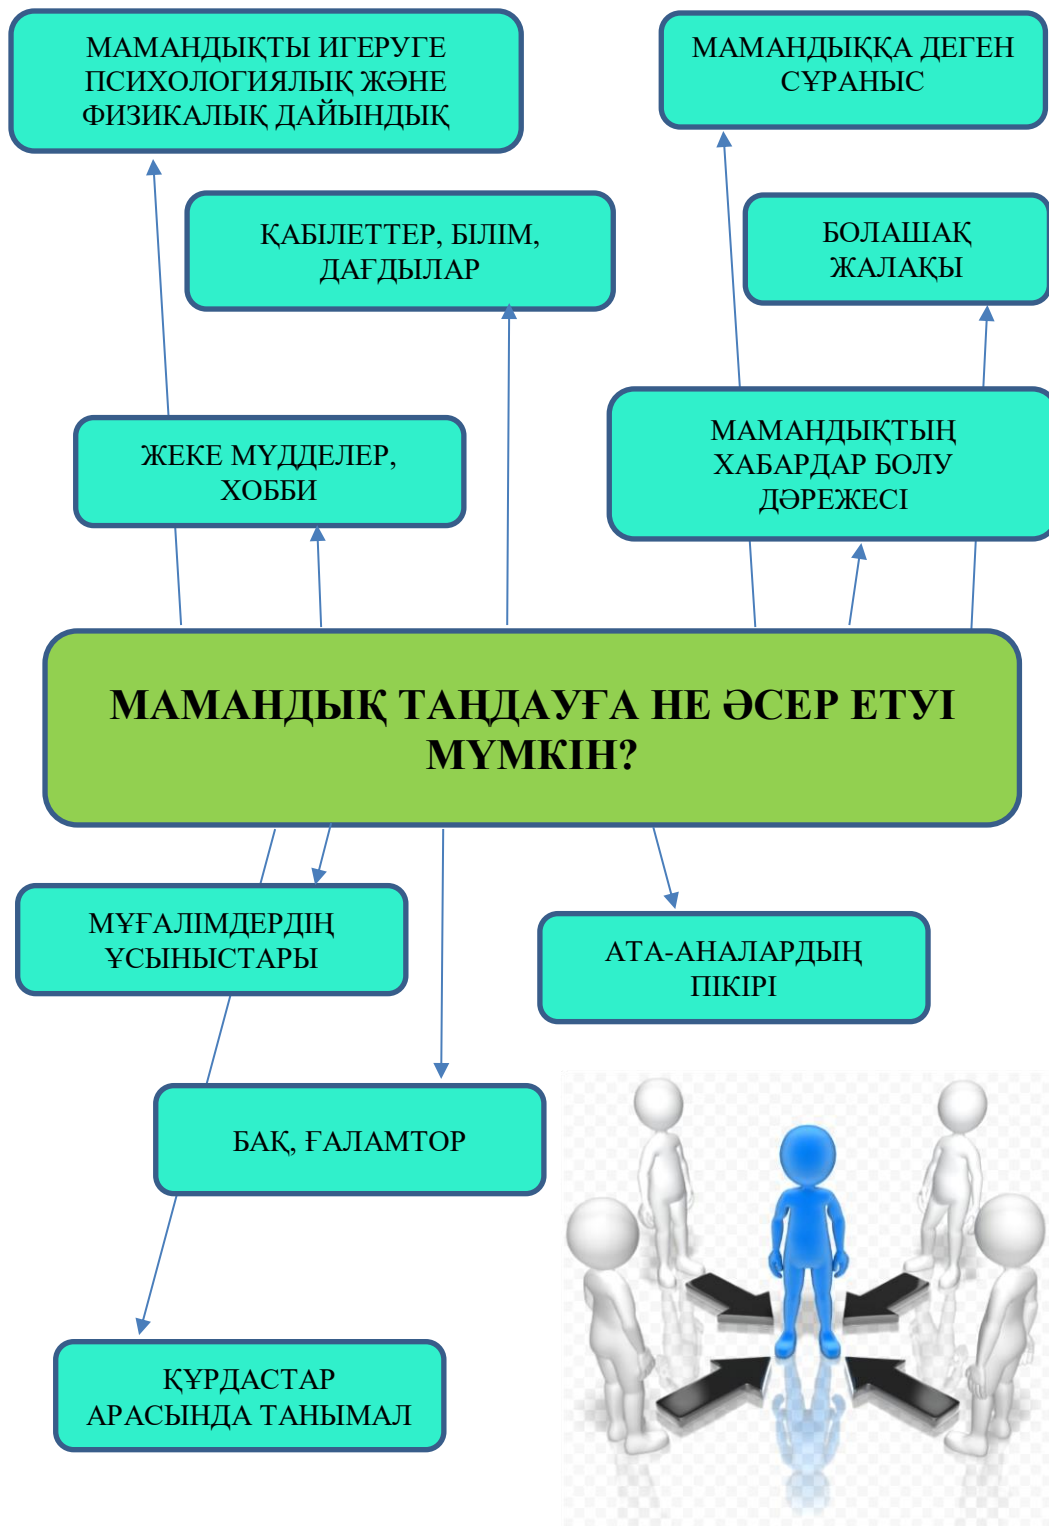 МАМАНДЫҚТЫ ИГЕРУГЕ
ПСИХОЛОГИЯЛЫҚ ЖӘНЕ
ФИЗИКАЛЫҚ ДАЙЫНДЫҚ
МАМАНДЫҚҚА ДЕГЕН
СҰРАНЫС
ҚАБІЛЕТТЕР, БІЛІМ,
ДАҒДЫЛАР
БОЛАШАҚ
ЖАЛАҚЫ
ЖЕКЕ МҮДДЕЛЕР,
ХОББИ
МАМАНДЫҚТЫҢ
ХАБАРДАР БОЛУ
ДӘРЕЖЕСІ
МАМАНДЫҚ ТАҢДАУҒА НЕ ӘСЕР ЕТУІ
МҮМКІН?
МҰҒАЛІМДЕРДІҢ
ҰСЫНЫСТАРЫ
АТА-АНАЛАРДЫҢ
ПІКІРІ
БАҚ, ҒАЛАМТОР
ҚҰРДАСТАР
АРАСЫНДА ТАНЫМАЛ